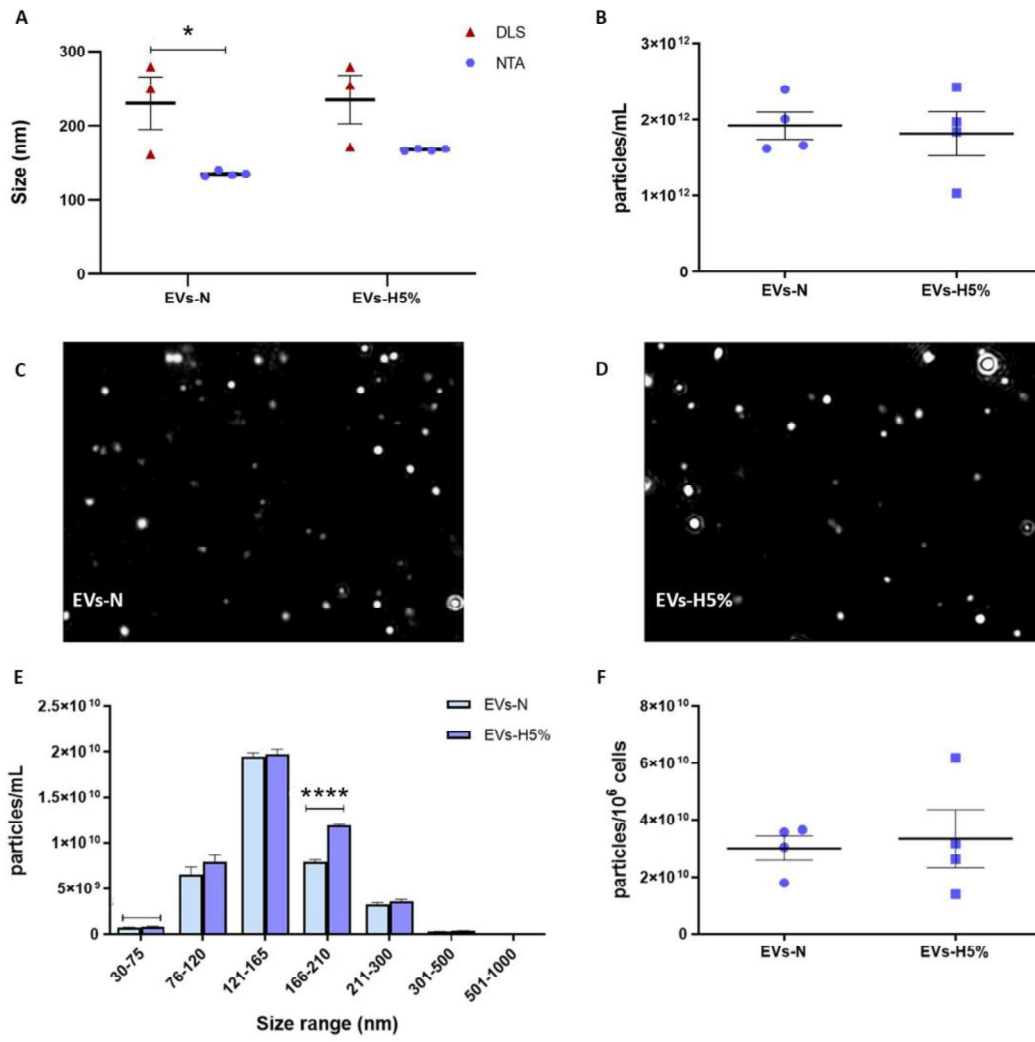 A
*
DLS
NTA
Size (nm)
300
200
100
0
EVs-N
EVs-H5%
B
particles/mL
3×10¹²
2×10¹²
1×10¹²
0
EVs-N
EVs-H5%
C
EVs-N
D
EVs-H5%
E
EVs-N
EVs-H5%
particles/mL
2.5×10¹⁰
2×10¹⁰
1.5×10¹⁰
1×10¹⁰
5×10⁹
0
****
30-75
76-120
121-165
166-210
211-300
301-500
501-1000
Size range (nm)
F
particles/10⁶ cells
8×10¹⁰
6×10¹⁰
4×10¹⁰
2×10¹⁰
0
EVs-N
EVs-H5%